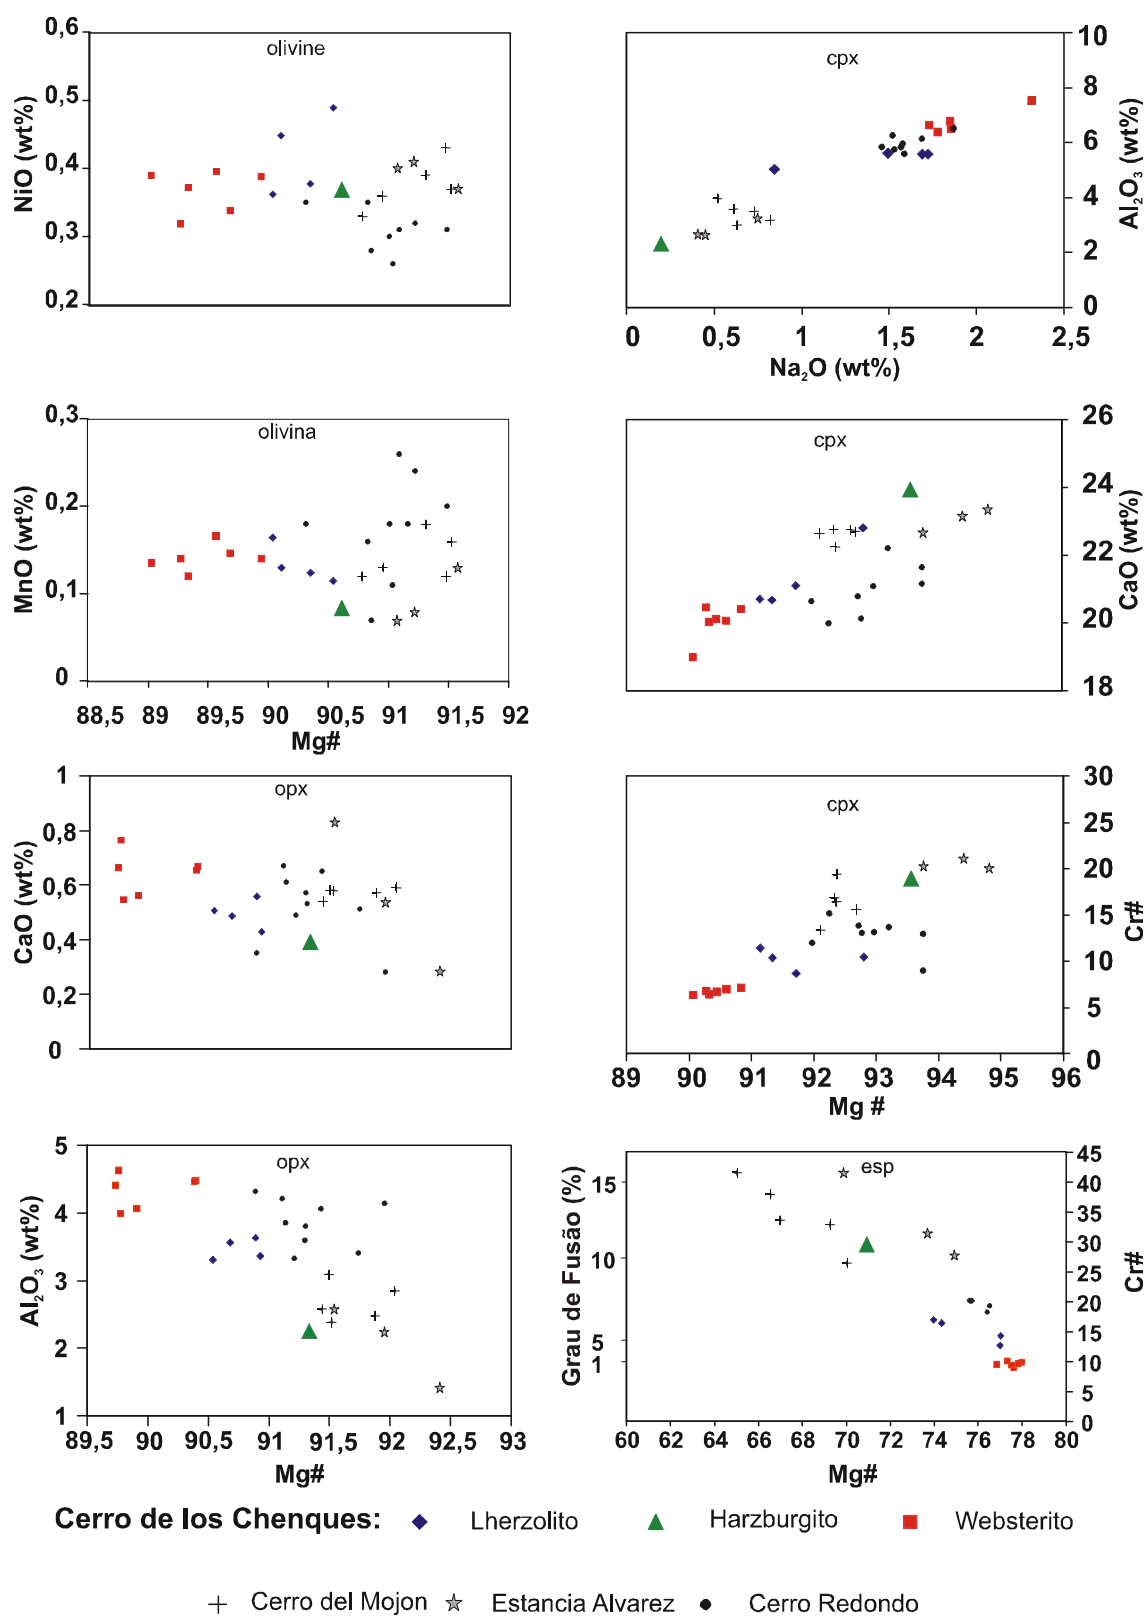 0,6
0,5
0,4
0,3
0,2
NiO (wt%)
olivine
10
8
6
4
2
0
Al₂O₃ (wt%)
cpx
0 0,5 1 1,5 2 2,5
Na₂O (wt%)
0,3
0,2
0,1
0
MnO (wt%)
olivina
88,5 89 89,5 90 90,5 91 91,5 92
Mg#
26
24
22
20
18
CaO (wt%)
cpx
1
0,8
0,6
0,4
0,2
0
CaO (wt%)
opx
30
25
20
15
10
5
0
Cr#
cpx
89 90 91 92 93 94 95 96
Mg #
5
4
3
2
1
Al₂O₃ (wt%)
opx
89,5 90 90,5 91 91,5 92 92,5 93
Mg#
15
10
5
1
Grau de Fusão (%)
esp
45
40
35
30
25
20
15
10
5
0
Cr#
60 62 64 66 68 70 72 74 76 78 80
Mg#
Cerro de los Chenques: Lherzolito Harzburgito Websterito
Cerro del Mojon Estancia Alvarez Cerro Redondo